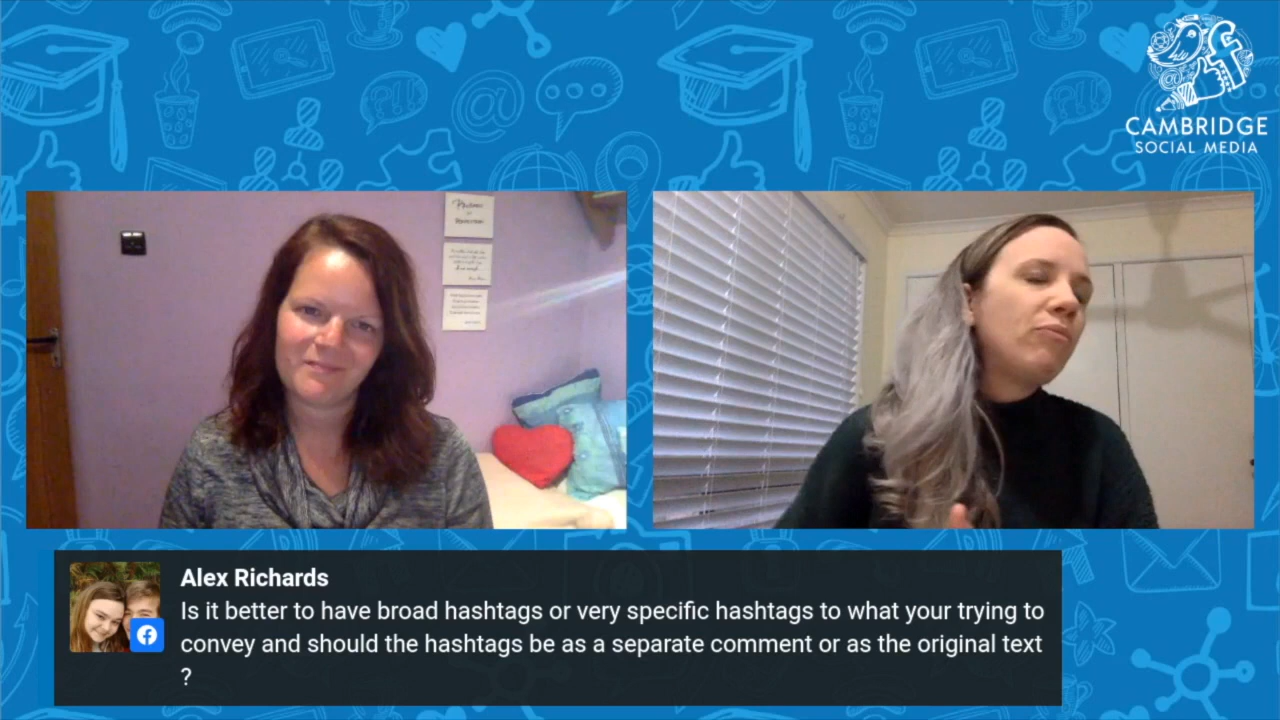 CAMBRIDGE
SOCIAL MEDIA
Alex Richards
Is it better to have broad hashtags or very specific hashtags to what your trying to
convey and should the hashtags be as a separate comment or as the original text
?